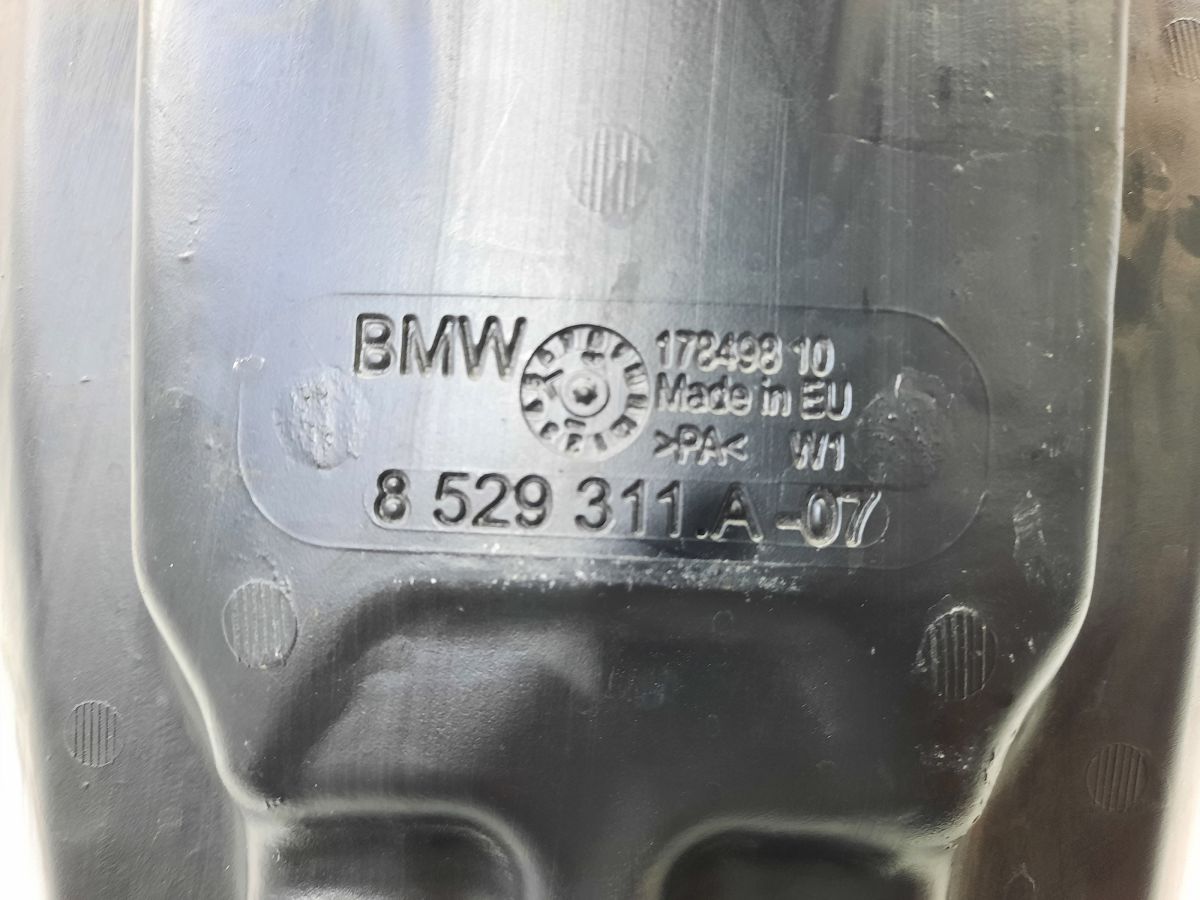 BMW
178498 10
Made in EU
>PA< W1
8 529 311.A -07